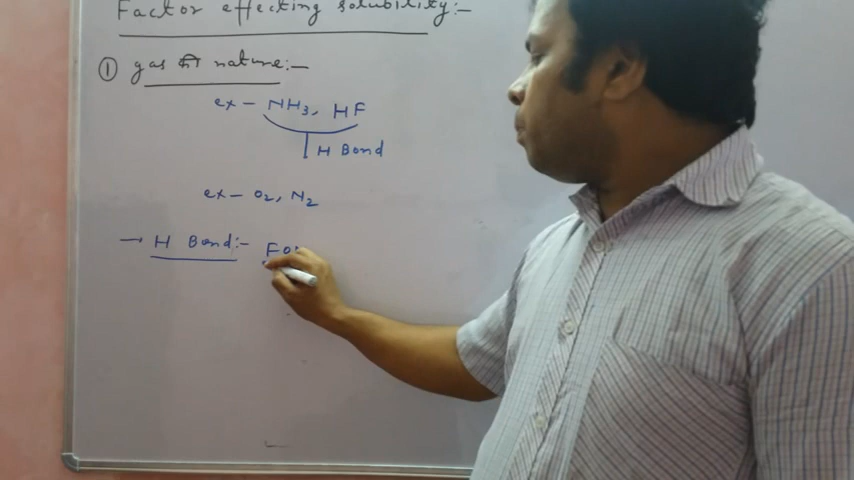 Factor effecting solubility:-
① gas की nature:-
ex - NH3, HF
H Bond
ex - O2, N2
→ H Bond:- FO